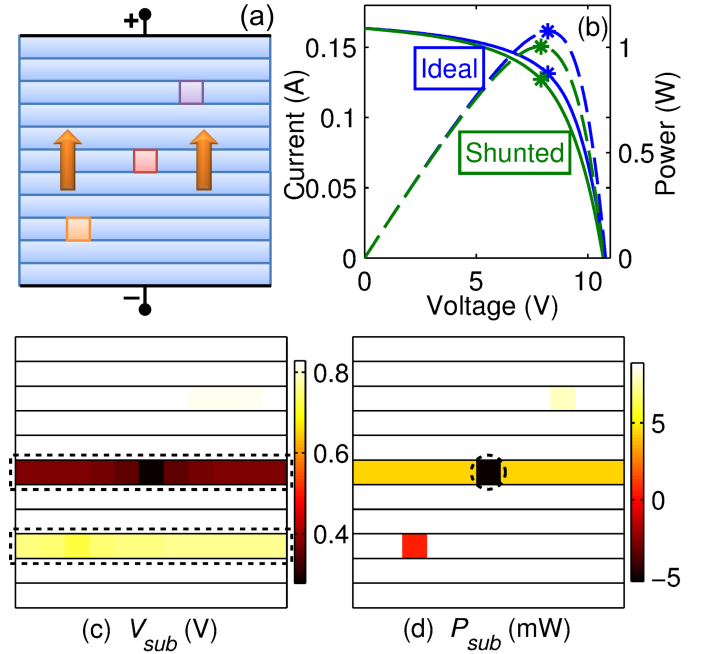 +
(a)
−
(b)
0.15
0.1
0.05
0
Current (A)
Ideal
Shunted
1
0.5
0
Power (W)
0
5
10
Voltage (V)
0.8
0.6
0.4
(c) V_sub (V)
5
0
−5
(d) P_sub (mW)